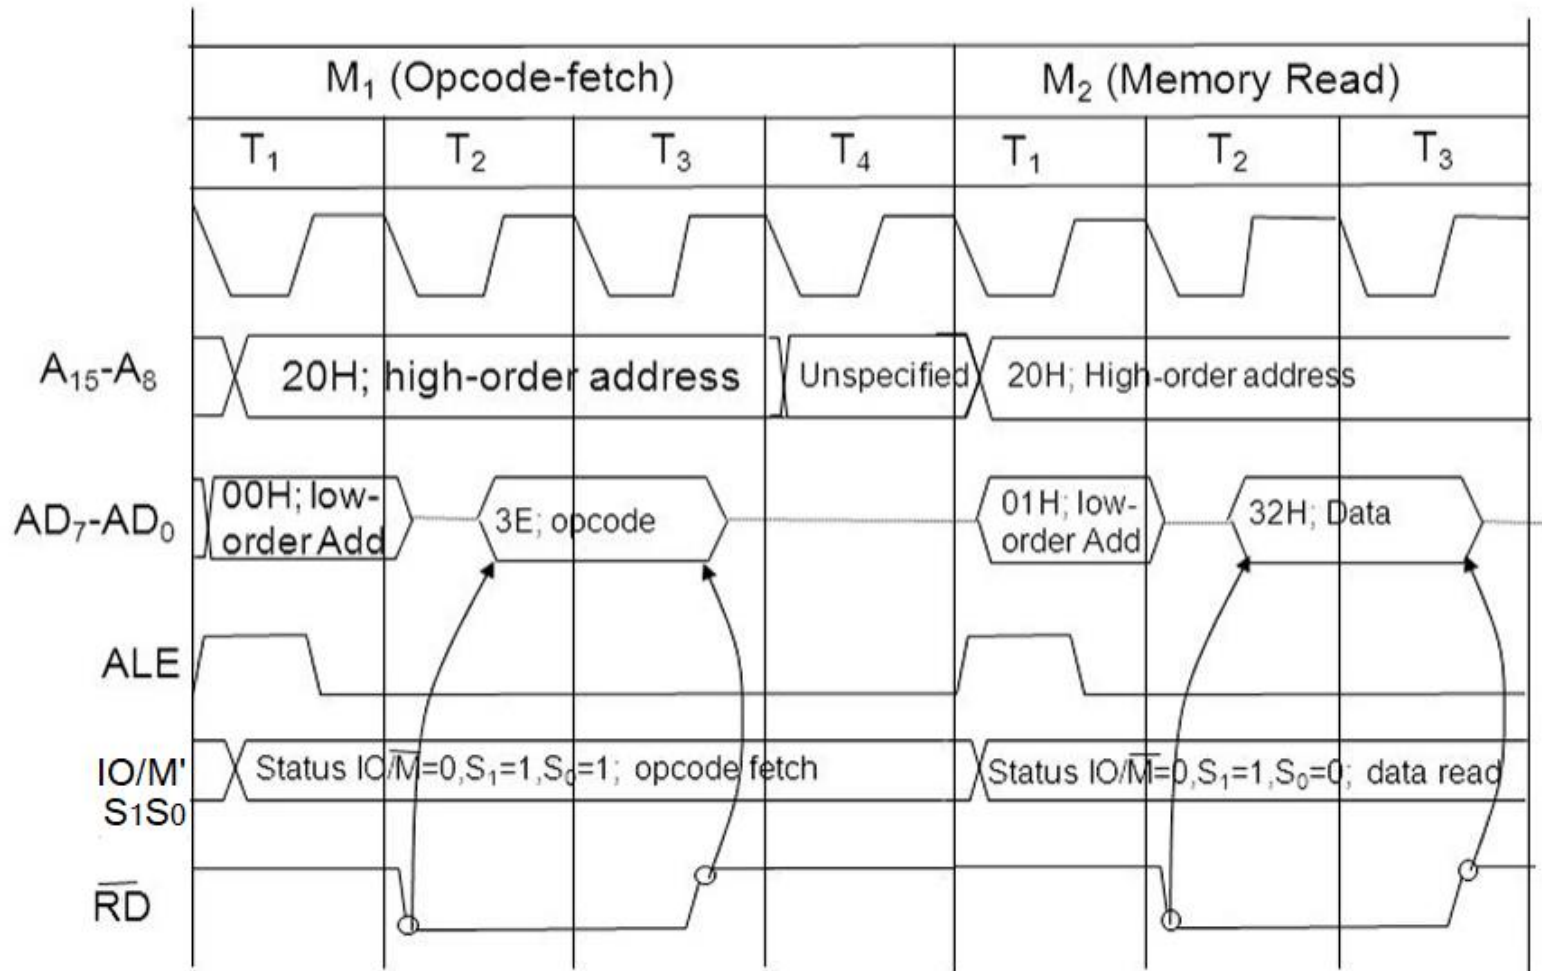 M₁ (Opcode-fetch) M₂ (Memory Read)
T₁ T₂ T₃ T₄ T₁ T₂ T₃
A₁₅-A₈ 20H; high-order address Unspecified 20H; High-order address
AD₇-AD₀ 00H; low-order Add 3E; opcode 01H; low-order Add 32H; Data
ALE
IO/M' S1S0 Status IO/M̅=0,S₁=1,S₀=1; opcode fetch Status IO/M̅=0,S₁=1,S₀=0; data read
R̅D̅